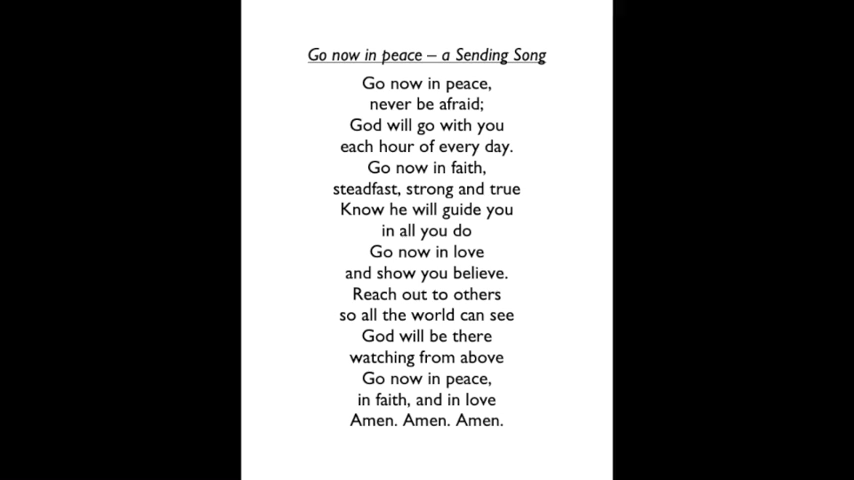 Go now in peace – a Sending Song
Go now in peace,
never be afraid;
God will go with you
each hour of every day.
Go now in faith,
steadfast, strong and true
Know he will guide you
in all you do
Go now in love
and show you believe.
Reach out to others
so all the world can see
God will be there
watching from above
Go now in peace,
in faith, and in love
Amen. Amen. Amen.